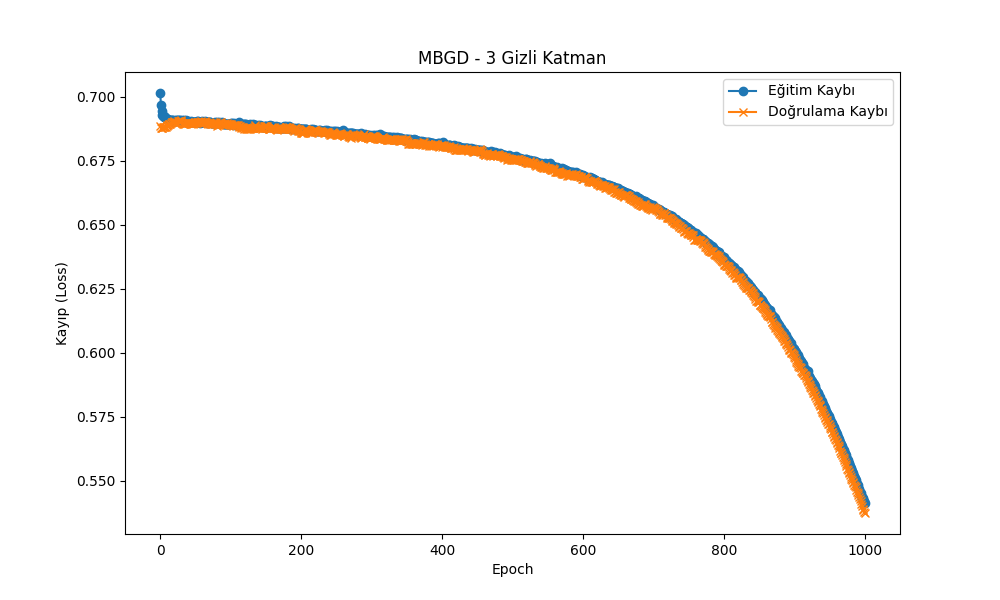 MBGD - 3 Gizli Katman
Eğitim Kaybı
Doğrulama Kaybı
Kayıp (Loss)
0.700
0.675
0.650
0.625
0.600
0.575
0.550
0
200
400
600
800
1000
Epoch